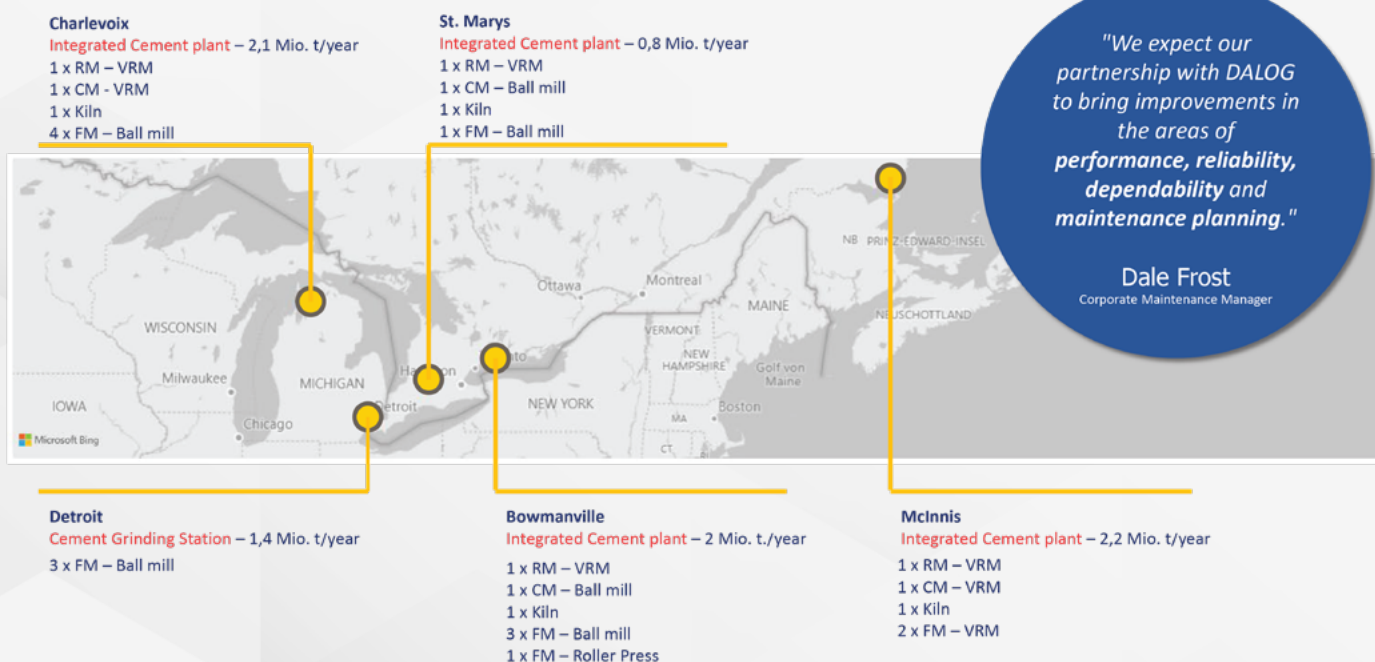 Charlevoix
Integrated Cement plant – 2,1 Mio. t/year
1 x RM – VRM
1 x CM - VRM
1 x Kiln
4 x FM – Ball mill
St. Marys
Integrated Cement plant – 0,8 Mio. t/year
1 x RM – VRM
1 x CM – Ball mill
1 x Kiln
1 x FM – Ball mill
"We expect our
partnership with DALOG
to bring improvements in
the areas of
performance, reliability,
dependability and
maintenance planning."
Dale Frost
Corporate Maintenance Manager
NB PRINZ-EDWARD-INSEL
Ottawa
Montreal
MAINE
NEUSCHOTTLAND
WISCONSIN
VERMONT
NEW
HAMPSHIRE
Golf von
Maine
Milwaukee
MICHIGAN
IOWA
Detroit
NEW YORK
MA
Boston
Chicago
Microsoft Bing
CT
Detroit
Cement Grinding Station – 1,4 Mio. t/year
3 x FM – Ball mill
Bowmanville
Integrated Cement plant – 2 Mio. t./year
1 x RM – VRM
1 x CM – Ball mill
1 x Kiln
3 x FM – Ball mill
1 x FM – Roller Press
McInnis
Integrated Cement plant – 2,2 Mio. t/year
1 x RM – VRM
1 x CM – VRM
1 x Kiln
2 x FM – VRM